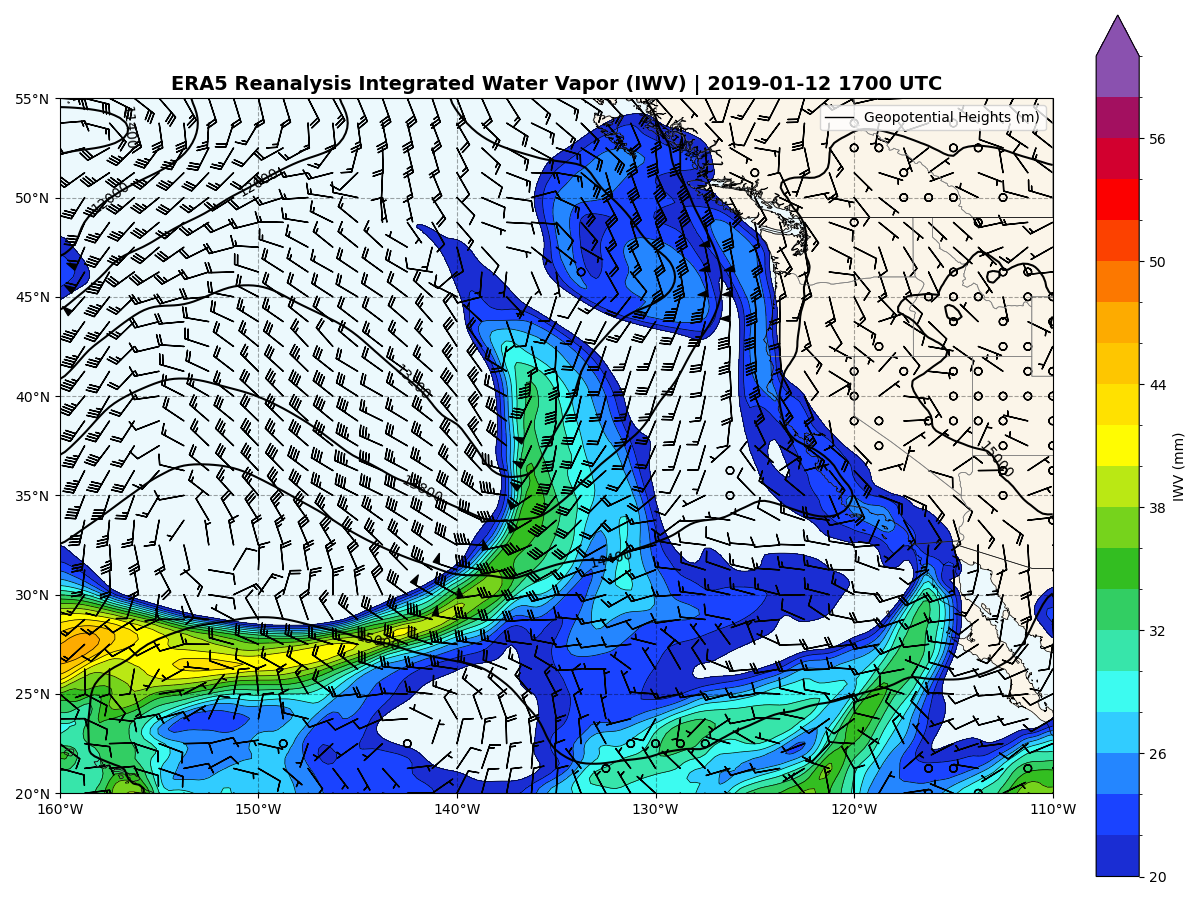 ERA5 Reanalysis Integrated Water Vapor (IWV) | 2019-01-12 1700 UTC
Geopotential Heights (m)
55°N
50°N
45°N
40°N
35°N
30°N
25°N
20°N
160°W
150°W
140°W
130°W
120°W
110°W
15000
56
50
44
38
32
26
20
IWV (mm)